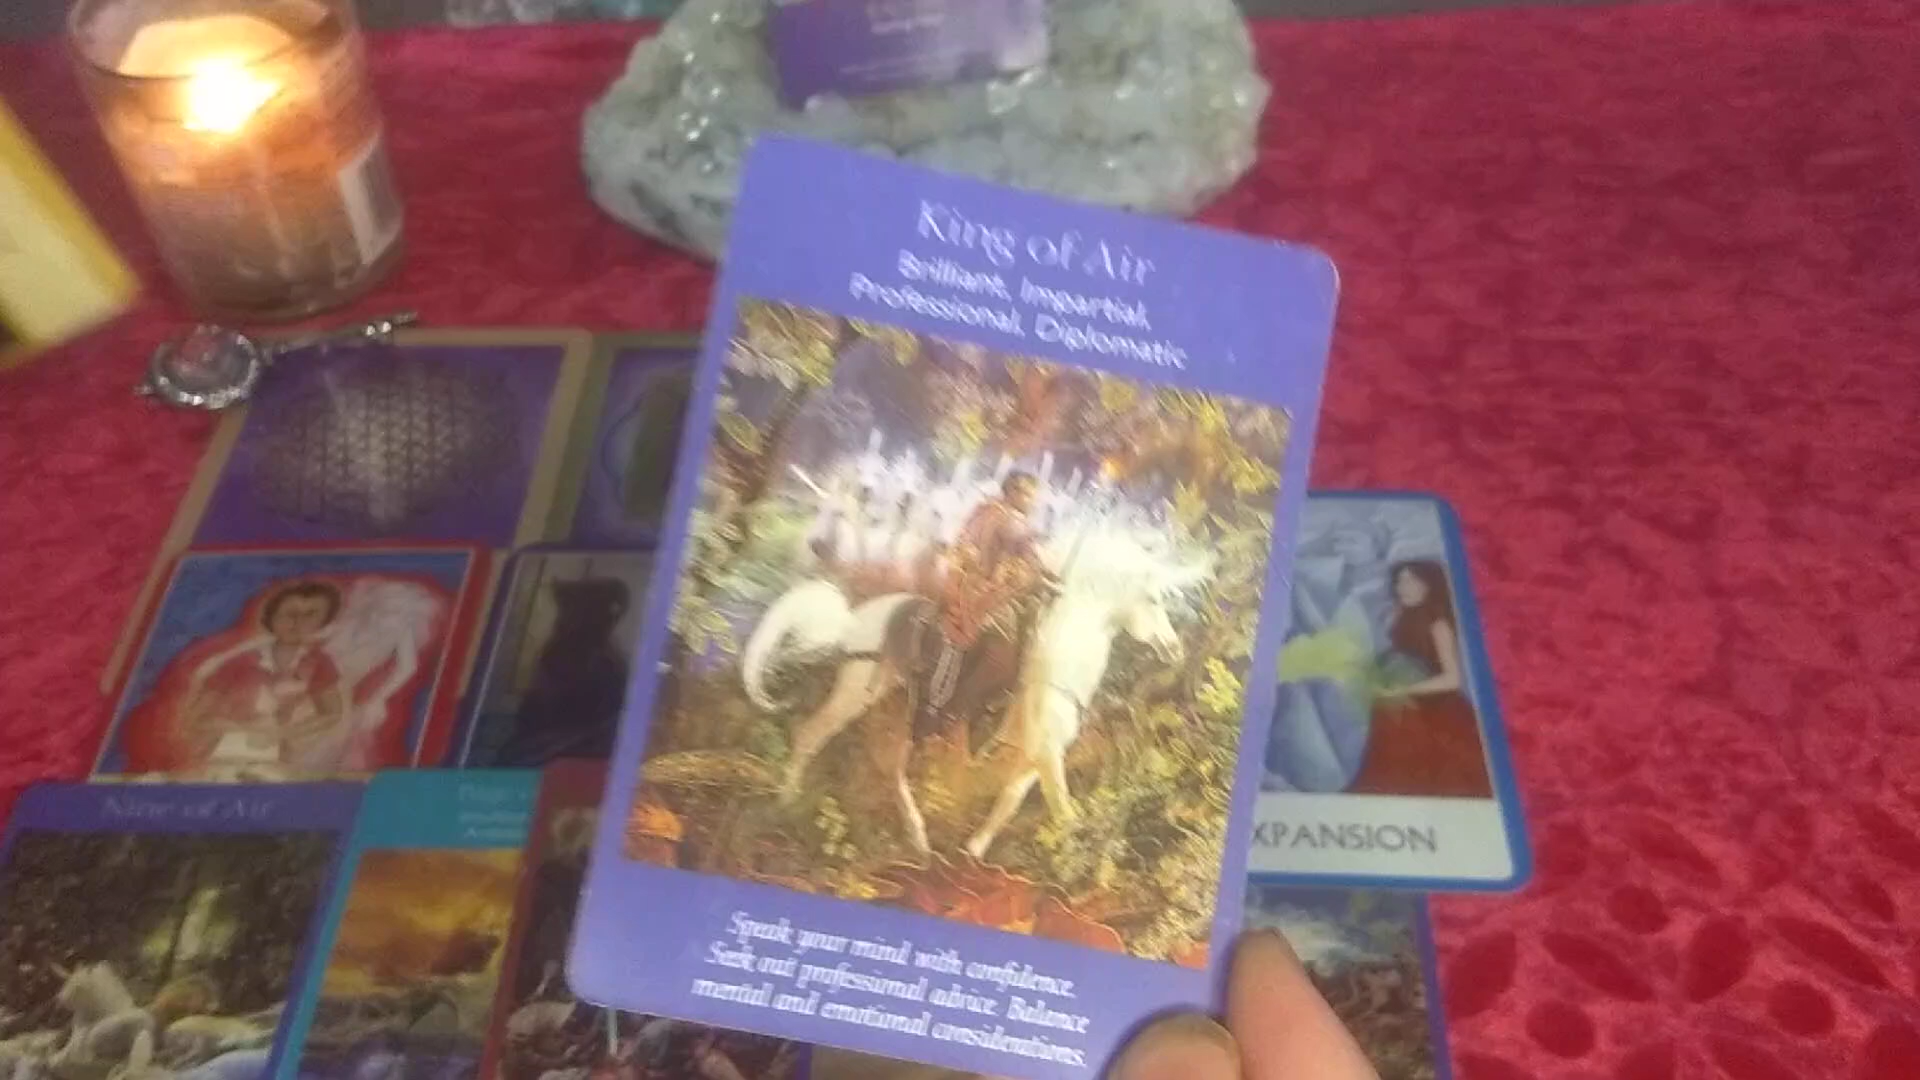 King of Air
Brilliant, Impartial,
Professional, Diplomatic
Speak your mind with confidence.
Seek out professional advice. Balance
mental and emotional considerations.
XPANSION
Nine of Air